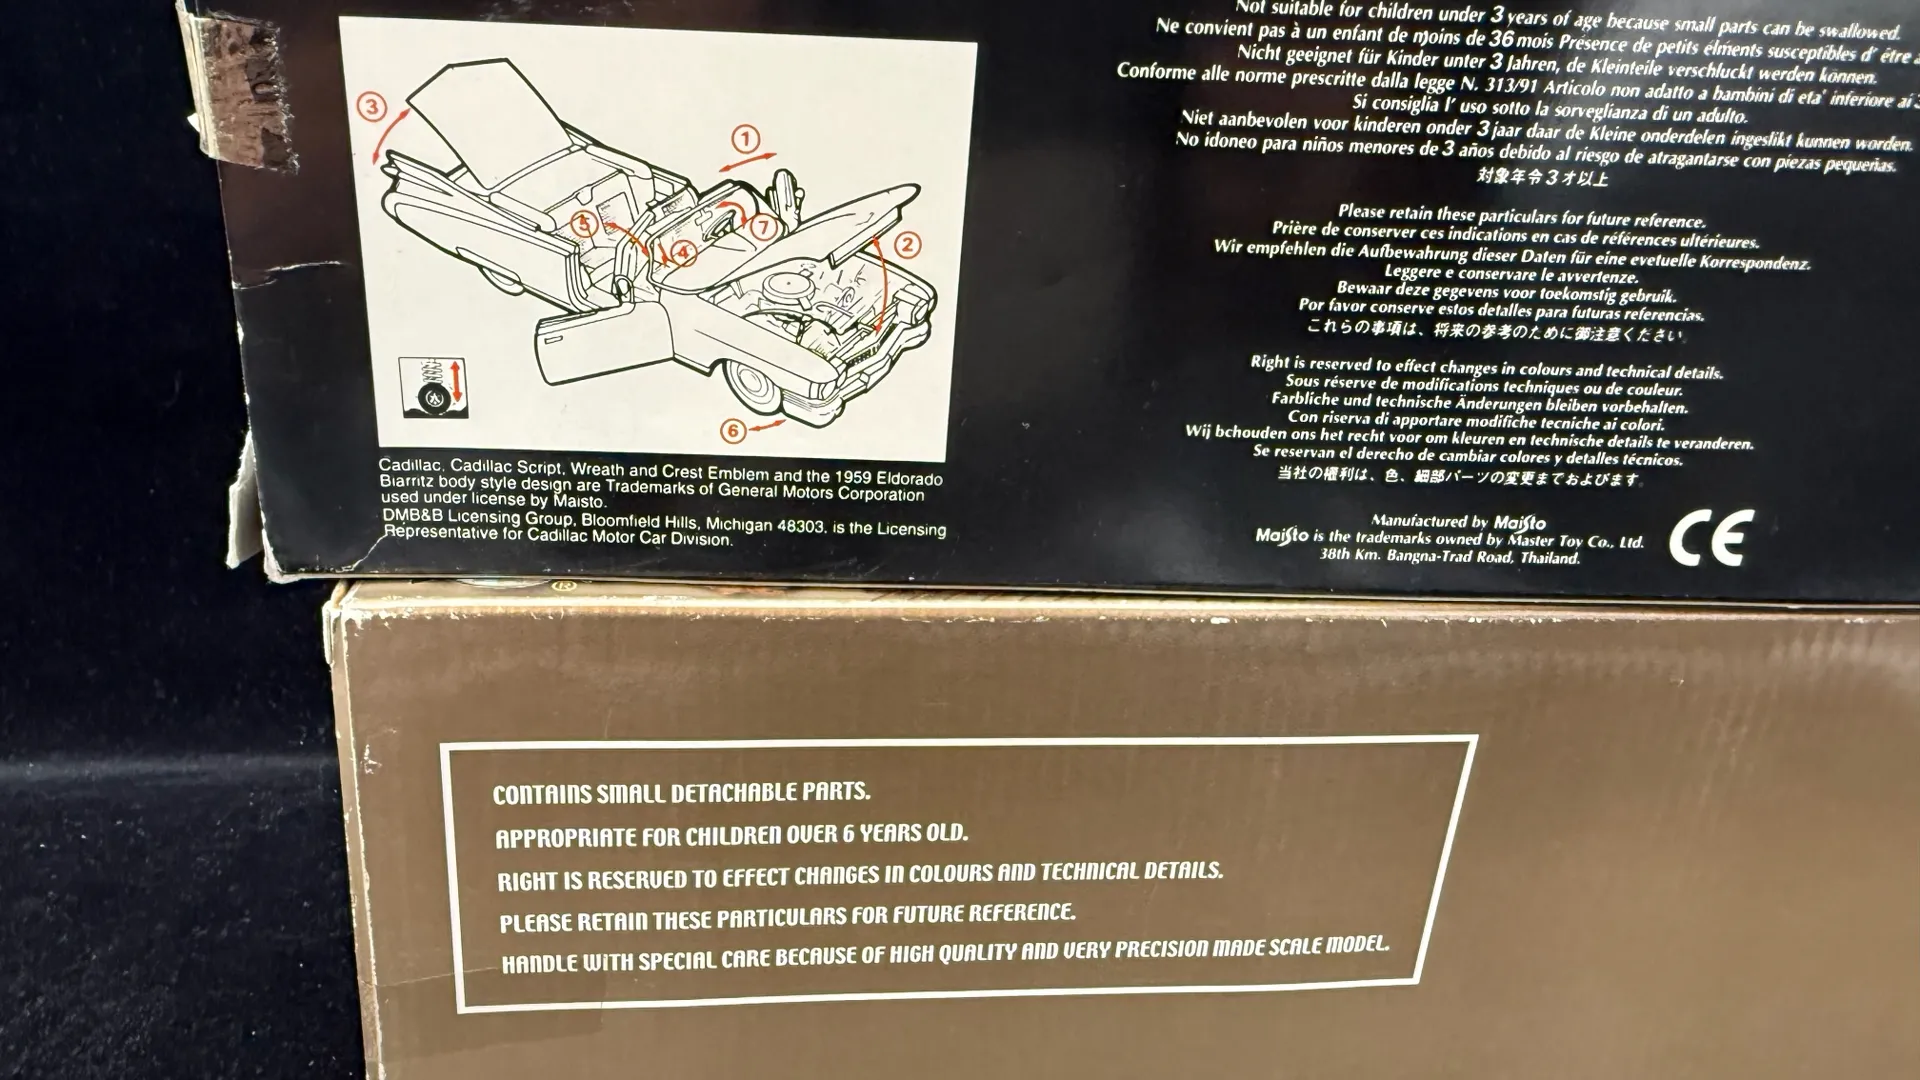 3
1
5
7
4
2
6
Cadillac, Cadillac Script, Wreath and Crest Emblem and the 1959 Eldorado
Biarritz body style design are Trademarks of General Motors Corporation
used under license by Maisto.
DMB&B Licensing Group, Bloomfield Hills, Michigan 48303, is the Licensing
Representative for Cadillac Motor Car Division.
Not suitable for children under 3 years of age because small parts can be swallowed.
Ne convient pas à un enfant de moins de 36 mois Présence de petits élments susceptibles d' être
Nicht geeignet für Kinder unter 3 Jahren, de Kleinteile verschluckt werden können.
Conforme alle norme prescritte dalla legge N. 313/91 Articolo non adatto a bambini di eta' inferiore ai 3
Si consiglia l' uso sotto la sorveglianza di un adulto.
Niet aanbevolen voor kinderen onder 3 jaar daar de Kleine onderdelen ingeslikt kunnen worden.
No idoneo para niños menores de 3 años debido al riesgo de atragantarse con piezas pequeñas.
対象年令3才以上
Please retain these particulars for future reference.
Prière de conserver ces indications en cas de références ultérieures.
Wir empfehlen die Aufbewahrung dieser Daten für eine evetuelle Korrespondenz.
Leggere e conservare le avvertenze.
Bewaar deze gegevens voor toekomstig gebruik.
Por favor conserve estos detalles para futuras referencias.
これらの事項は、将来の参考のために御注意ください。
Right is reserved to effect changes in colours and technical details.
Sous réserve de modifications techniques ou de couleur.
Farbliche und technische Änderungen bleiben vorbehalten.
Con riserva di apportare modifiche tecniche ai colori.
Wij bchouden ons het recht voor om kleuren en technische details te veranderen.
Se reservan el derecho de cambiar colores y detalles técnicos.
当社の権利は、色、細部パーツの変更までおよびます。
Manufactured by Maisto
Maisto is the trademarks owned by Master Toy Co., Ltd.
38th Km. Bangna-Trad Road, Thailand.
CE
®
CONTAINS SMALL DETACHABLE PARTS.
APPROPRIATE FOR CHILDREN OVER 6 YEARS OLD.
RIGHT IS RESERVED TO EFFECT CHANGES IN COLOURS AND TECHNICAL DETAILS.
PLEASE RETAIN THESE PARTICULARS FOR FUTURE REFERENCE.
HANDLE WITH SPECIAL CARE BECAUSE OF HIGH QUALITY AND VERY PRECISION MADE SCALE MODEL.